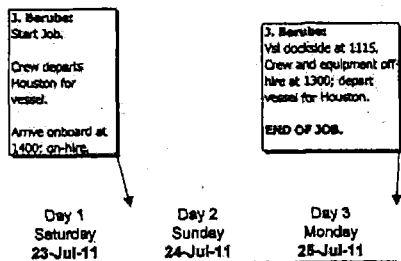 J. Berube:
Start Job.
Crew departs
Houston for
vessel.
Arrive onboard at
1400; on-hire.
J. Berube:
Vsl dockside at 1115.
Crew and equipment off-
hire at 1300; depart
vessel for Houston.
END OF JOB.
Day 1
Saturday
23-Jul-11
Day 2
Sunday
24-Jul-11
Day 3
Monday
25-Jul-11